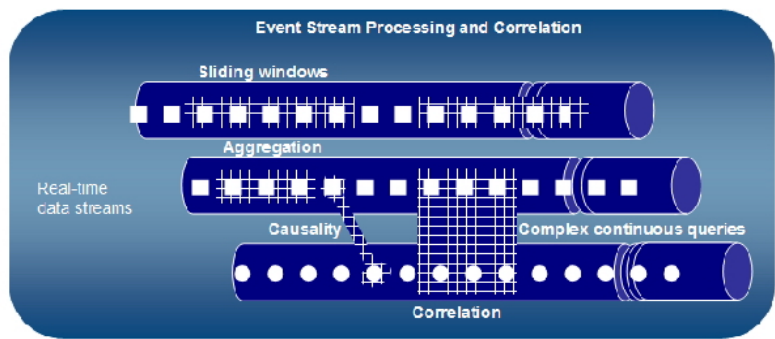 Event Stream Processing and Correlation
Sliding windows
Aggregation
Real-time
data streams
Causality
Complex continuous queries
Correlation